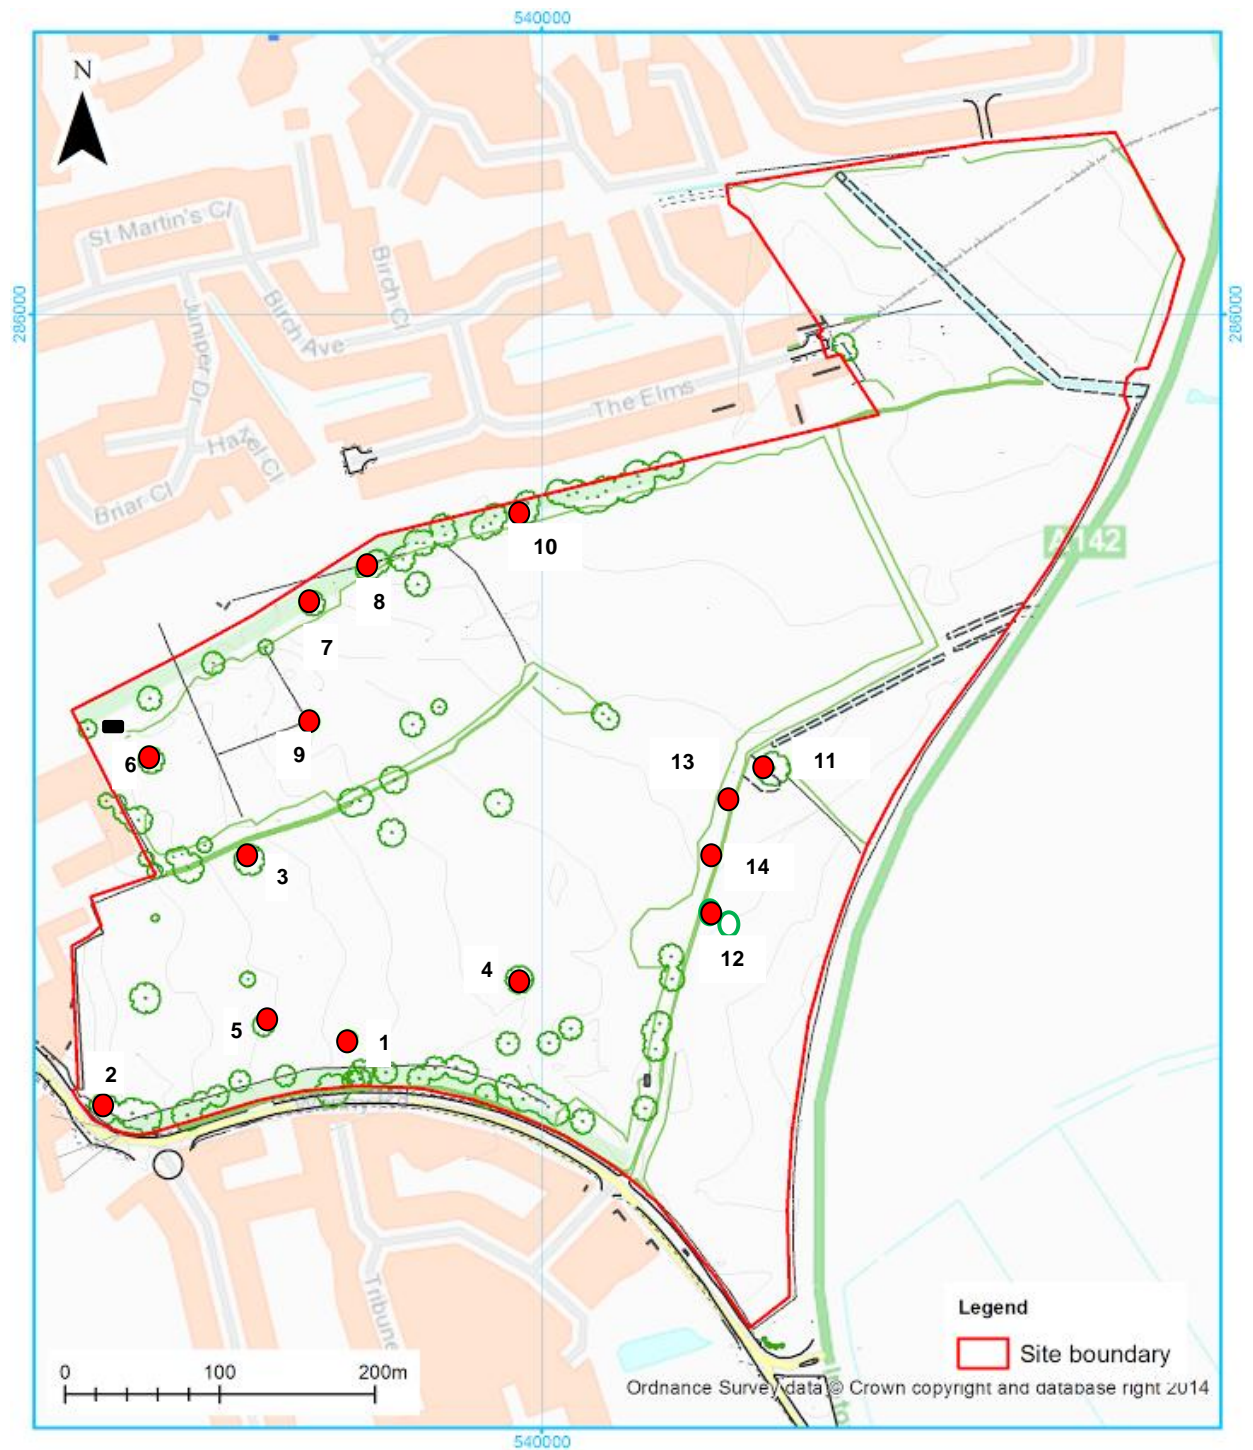 540000
N
St Martin's Cl
Birch Cl
286000
286000
Juniper Dr
Birch Ave
The Elms
Hazel Cl
Briar Cl
A 142
10
8
7
9
6
13
11
14
3
12
4
5
1
2
Tribune
Legend
Site boundary
0 100 200m
Ordnance Survey data © Crown copyright and database right 2014
540000